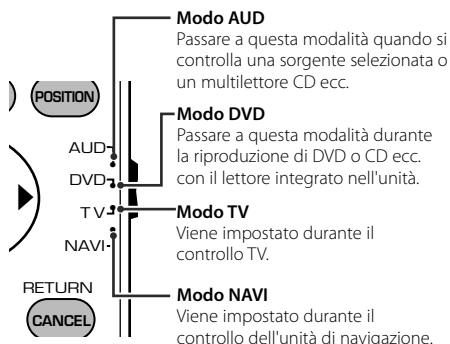 Modo AUD
Passare a questa modalità quando si
controlla una sorgente selezionata o
un multilettore CD ecc.
POSITION
Modo DVD
Passare a questa modalità durante
la riproduzione di DVD o CD ecc.
con il lettore integrato nell'unità.
AUD
DVD
TV
NAVI
Modo TV
Viene impostato durante il
controllo TV.
RETURN
CANCEL
Modo NAVI
Viene impostato durante il
controllo dell'unità di navigazione.